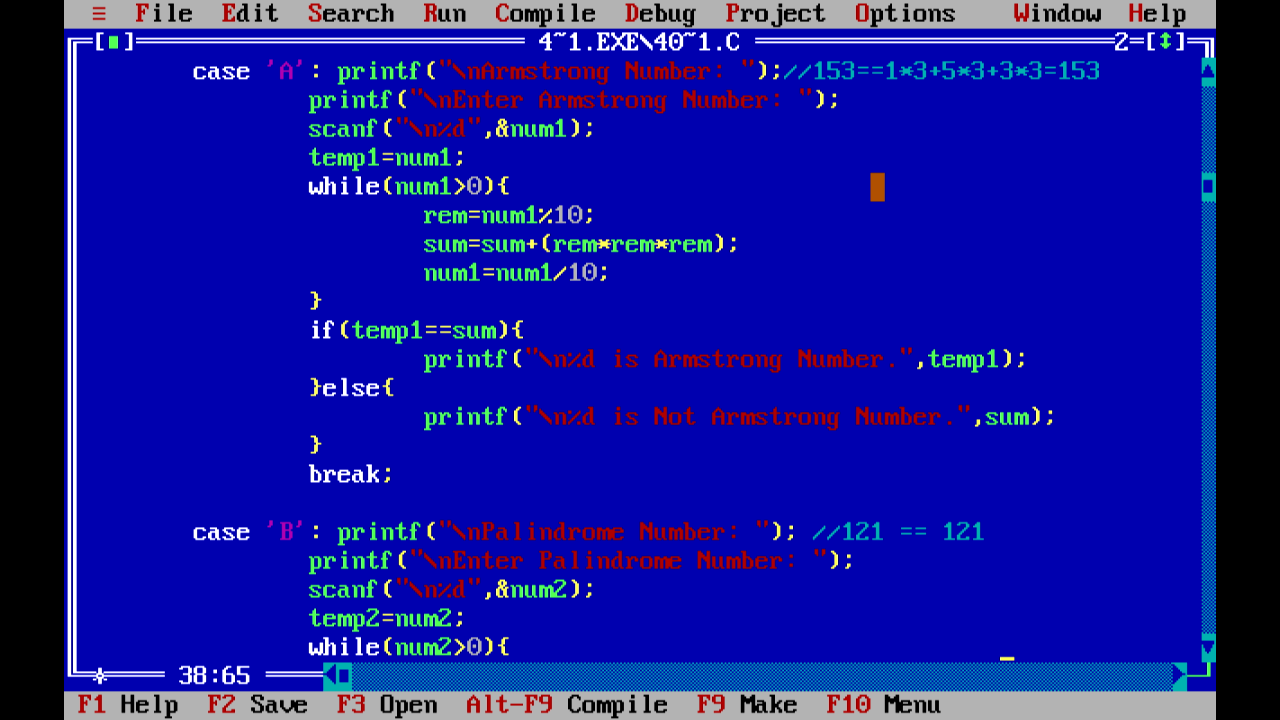 ≡ File Edit Search Run Compile Debug Project Options Window Help
[■] 4~1.EXE\40~1.C 2=[↕]
case 'A': printf("\nArmstrong Number: ");//153==1*3+5*3+3*3=153
printf("\nEnter Armstrong Number: ");
scanf("\n%d",&num1);
temp1=num1;
while(num1>0){
rem=num1%10;
sum=sum+(rem*rem*rem);
num1=num1/10;
}
if(temp1==sum){
printf("\n%d is Armstrong Number.",temp1);
}else{
printf("\n%d is Not Armstrong Number.",sum);
}
break;
case 'B': printf("\nPalindrome Number: "); //121 == 121
printf("\nEnter Palindrome Number: ");
scanf("\n%d",&num2);
temp2=num2;
while(num2>0){
38:65
F1 Help F2 Save F3 Open Alt-F9 Compile F9 Make F10 Menu